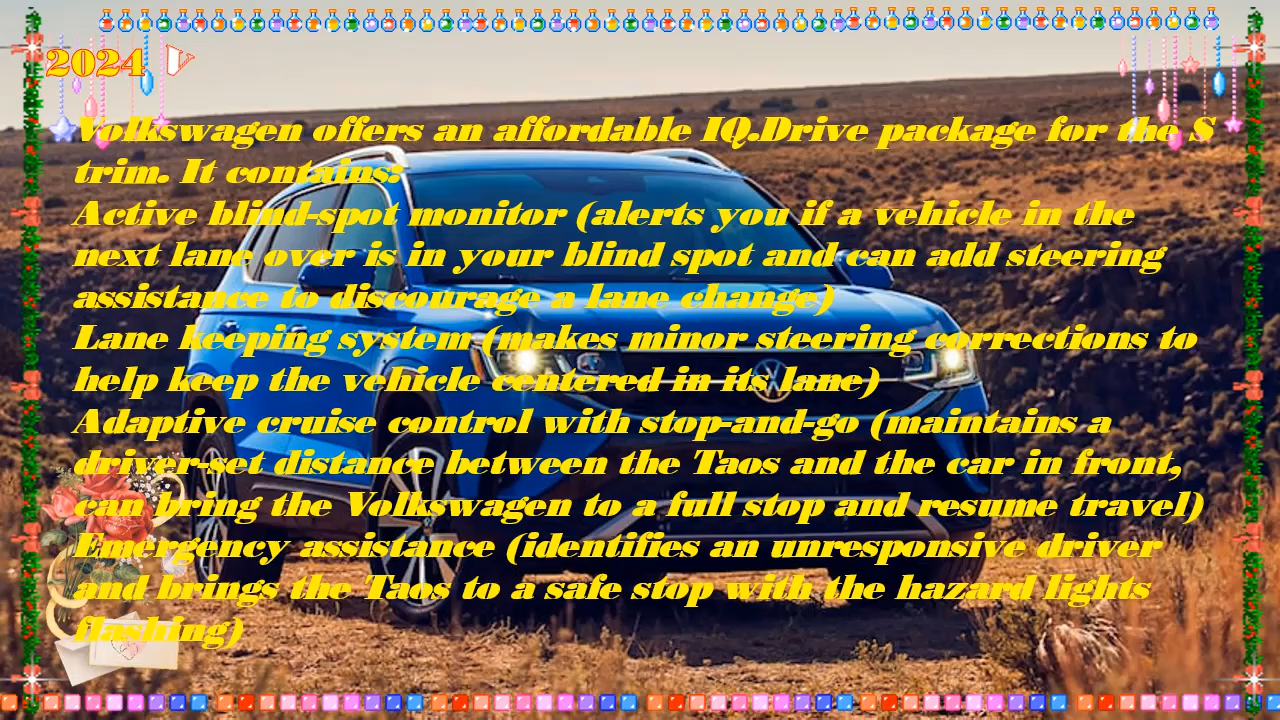 2024 V
Volkswagen offers an affordable IQ.Drive package for the S
trim. It contains:
Active blind-spot monitor (alerts you if a vehicle in the
next lane over is in your blind spot and can add steering
assistance to discourage a lane change)
Lane keeping system (makes minor steering corrections to
help keep the vehicle centered in its lane)
Adaptive cruise control with stop-and-go (maintains a
driver-set distance between the Taos and the car in front,
can bring the Volkswagen to a full stop and resume travel)
Emergency assistance (identifies an unresponsive driver
and brings the Taos to a safe stop with the hazard lights
flashing)